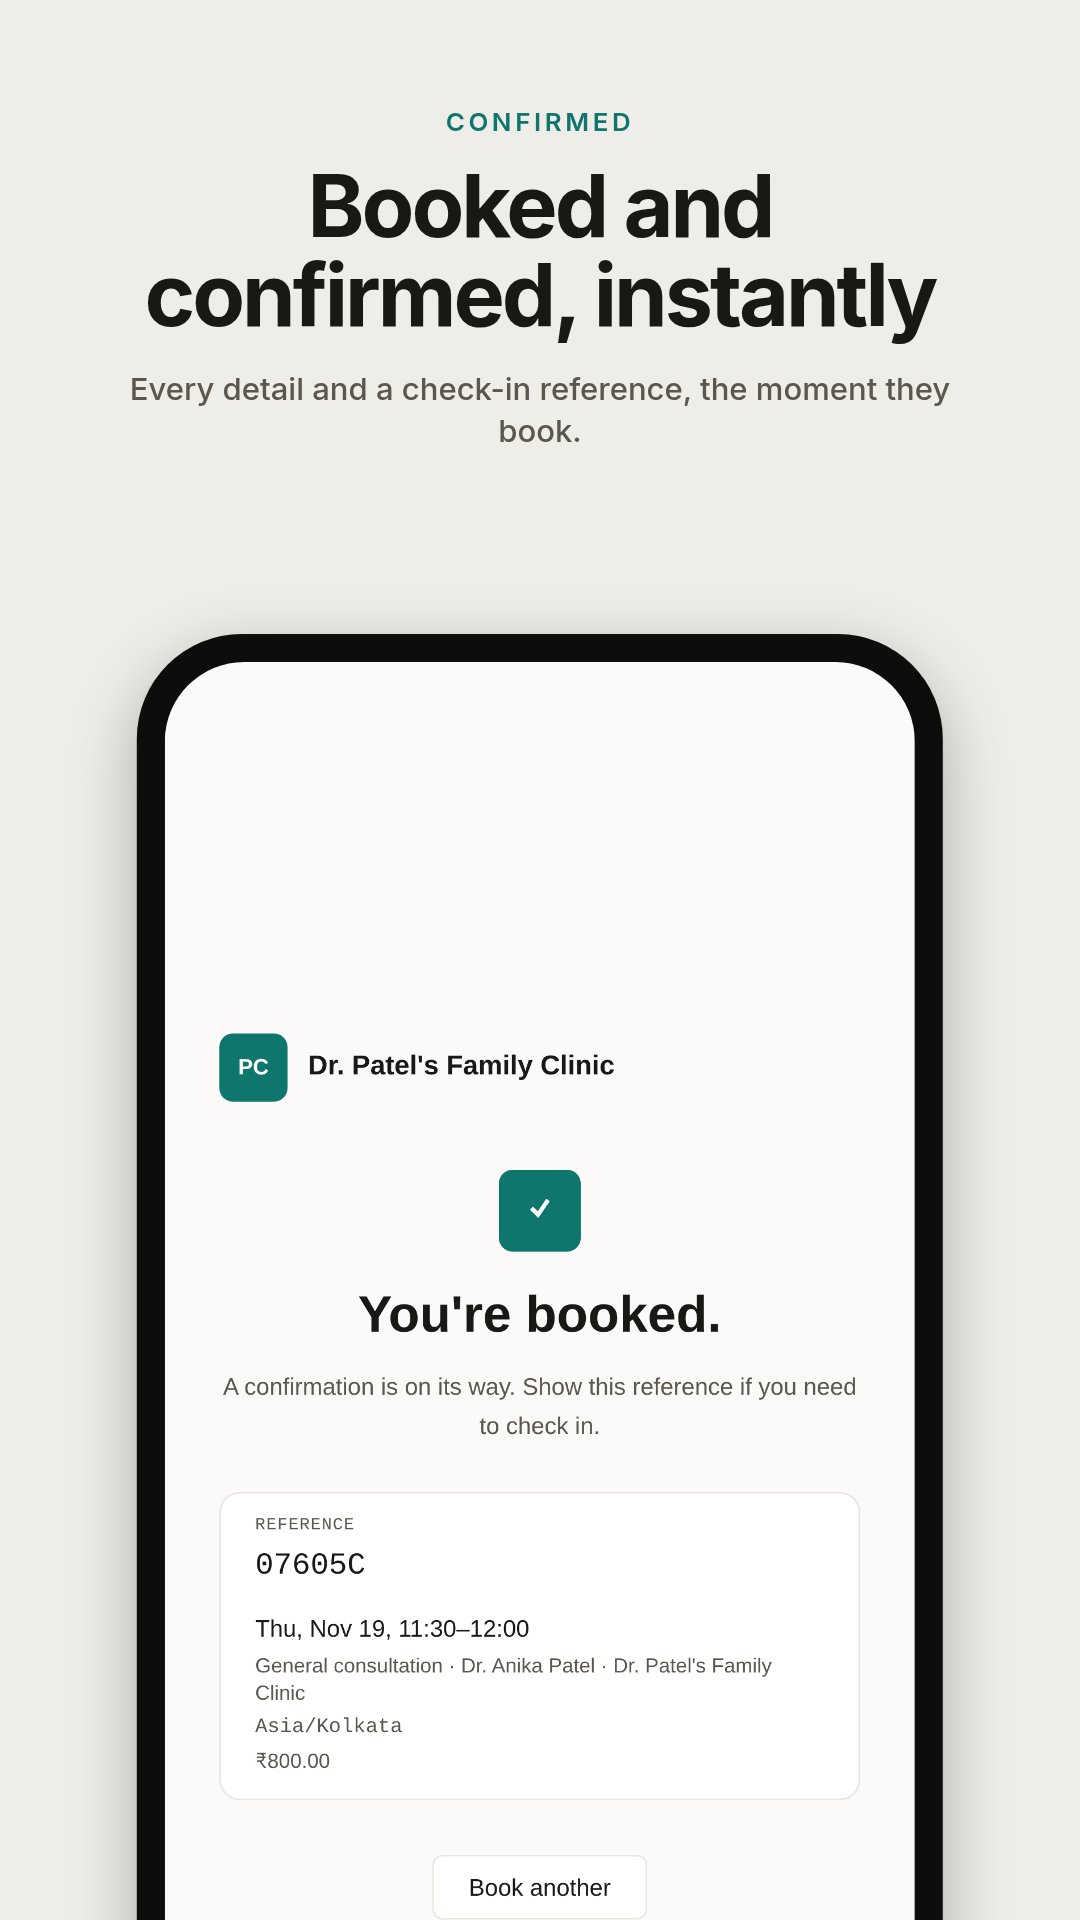 CONFIRMED
Booked and
confirmed, instantly
Every detail and a check-in reference, the moment they
book.
PC
Dr. Patel's Family Clinic
You're booked.
A confirmation is on its way. Show this reference if you need
to check in.
REFERENCE
07605C
Thu, Nov 19, 11:30–12:00
General consultation · Dr. Anika Patel · Dr. Patel's Family
Clinic
Asia/Kolkata
₹800.00
Book another